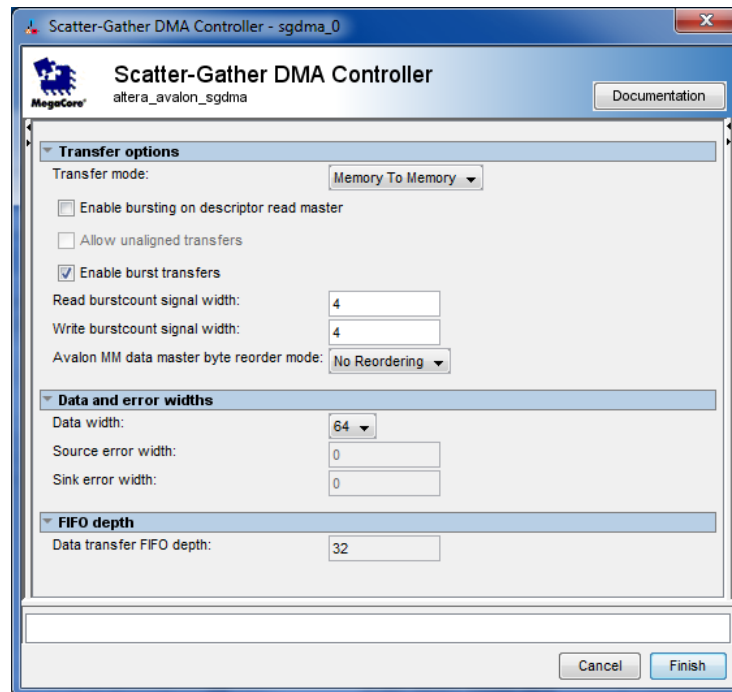 Scatter-Gather DMA Controller - sgdma_0
Scatter-Gather DMA Controller
altera_avalon_sgdma
MegaCore®
Documentation
Transfer options
Transfer mode: Memory To Memory
Enable bursting on descriptor read master
Allow unaligned transfers
Enable burst transfers
Read burstcount signal width: 4
Write burstcount signal width: 4
Avalon MM data master byte reorder mode: No Reordering
Data and error widths
Data width: 64
Source error width: 0
Sink error width: 0
FIFO depth
Data transfer FIFO depth: 32
Cancel Finish